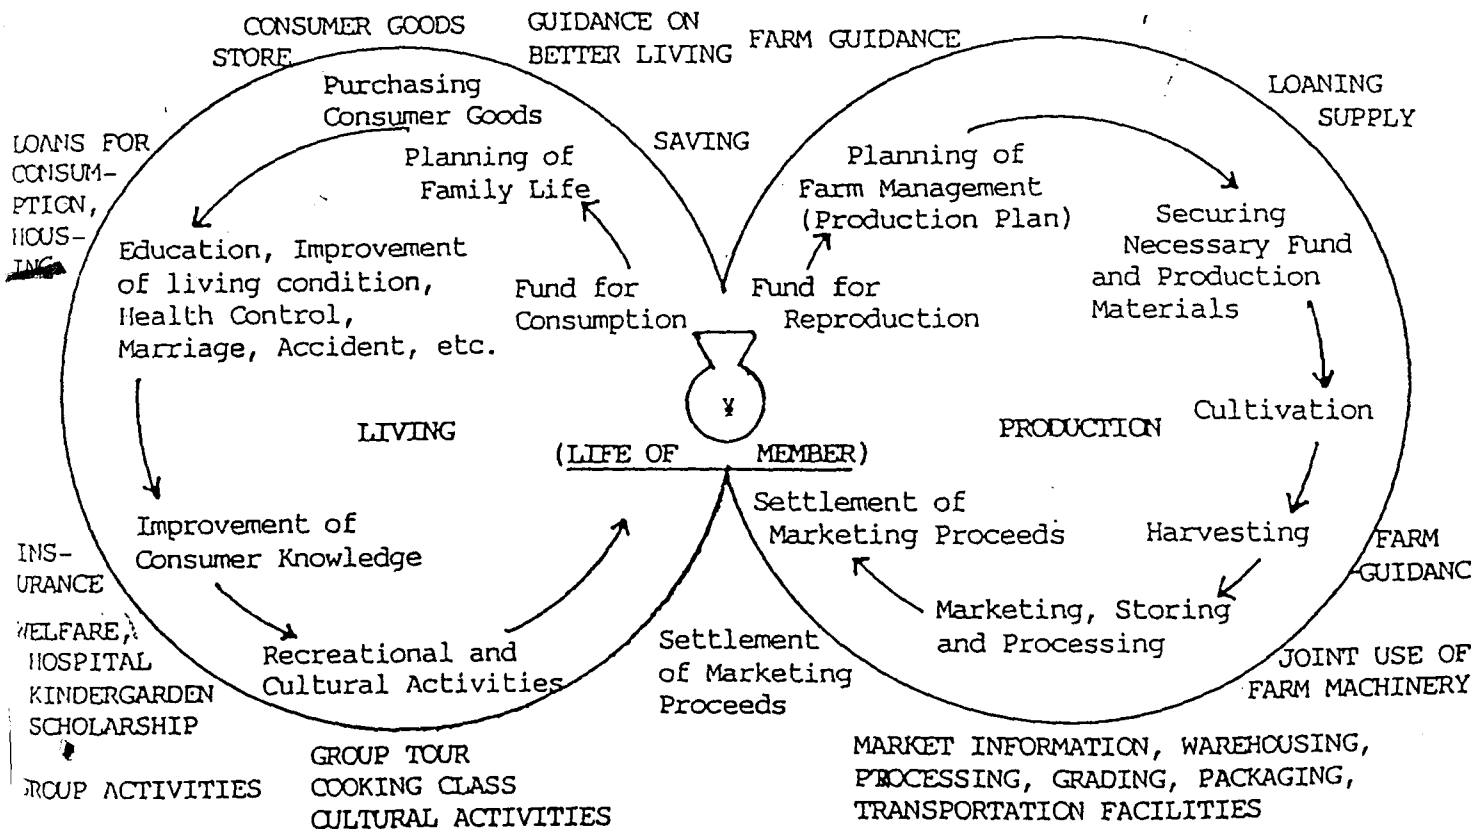 CONSUMER GOODS
STORE
GUIDANCE ON
BETTER LIVING
FARM GUIDANCE
LOANING
SUPPLY
SAVING
LOANS FOR
CONSUM-
PTION,
HOUS-
ING
Purchasing
Consumer Goods
Planning of
Family Life
Education, Improvement
of living condition,
Health Control,
Marriage, Accident, etc.
Fund for
Consumption
Planning of
Farm Management
(Production Plan)
Fund for
Reproduction
Securing
Necessary Fund
and Production
Materials
¥
LIVING
PRODUCTION
Cultivation
(LIFE OF MEMBER)
Improvement of
Consumer Knowledge
Settlement of
Marketing Proceeds
Harvesting
FARM
GUIDANC
INS-
URANCE
WELFARE,
HOSPITAL
KINDERGARDEN
SCHOLARSHIP
GROUP ACTIVITIES
Recreational and
Cultural Activities
Settlement
of Marketing
Proceeds
Marketing, Storing
and Processing
JOINT USE OF
FARM MACHINERY
GROUP TOUR
COOKING CLASS
CULTURAL ACTIVITIES
MARKET INFORMATION, WAREHOUSING,
PROCESSING, GRADING, PACKAGING,
TRANSPORTATION FACILITIES